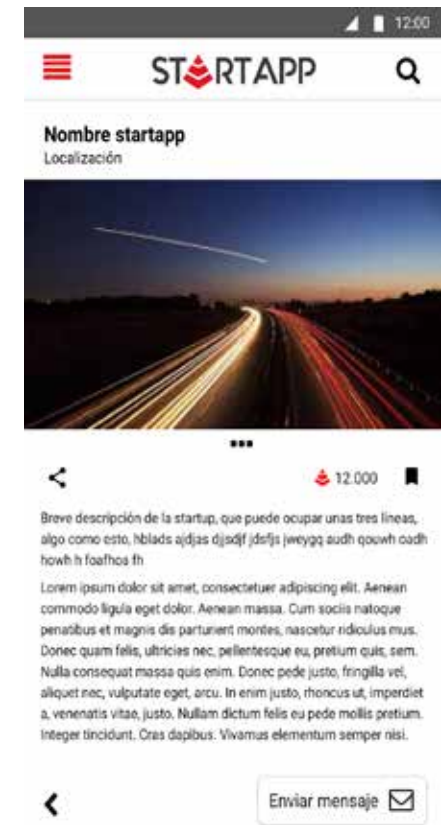 12:00
STARTAPP
Nombre startapp
Localización
12.000
Breve descripción de la startup, que puede ocupar unas tres líneas,
algo como esto, hblads ajdjas djsdjf jdsfjs jweygq audh qouwh oadh
howh h foafhos fh
Lorem ipsum dolor sit amet, consectetuer adipiscing elit. Aenean
commodo ligula eget dolor. Aenean massa. Cum sociis natoque
penatibus et magnis dis parturient montes, nascetur ridiculus mus.
Donec quam felis, ultricies nec, pellentesque eu, pretium quis, sem.
Nulla consequat massa quis enim. Donec pede justo, fringilla vel,
aliquet nec, vulputate eget, arcu. In enim justo, rhoncus ut, imperdiet
a, venenatis vitae, justo. Nullam dictum felis eu pede mollis pretium.
Integer tincidunt. Cras dapibus. Vivamus elementum semper nisi.
Enviar mensaje